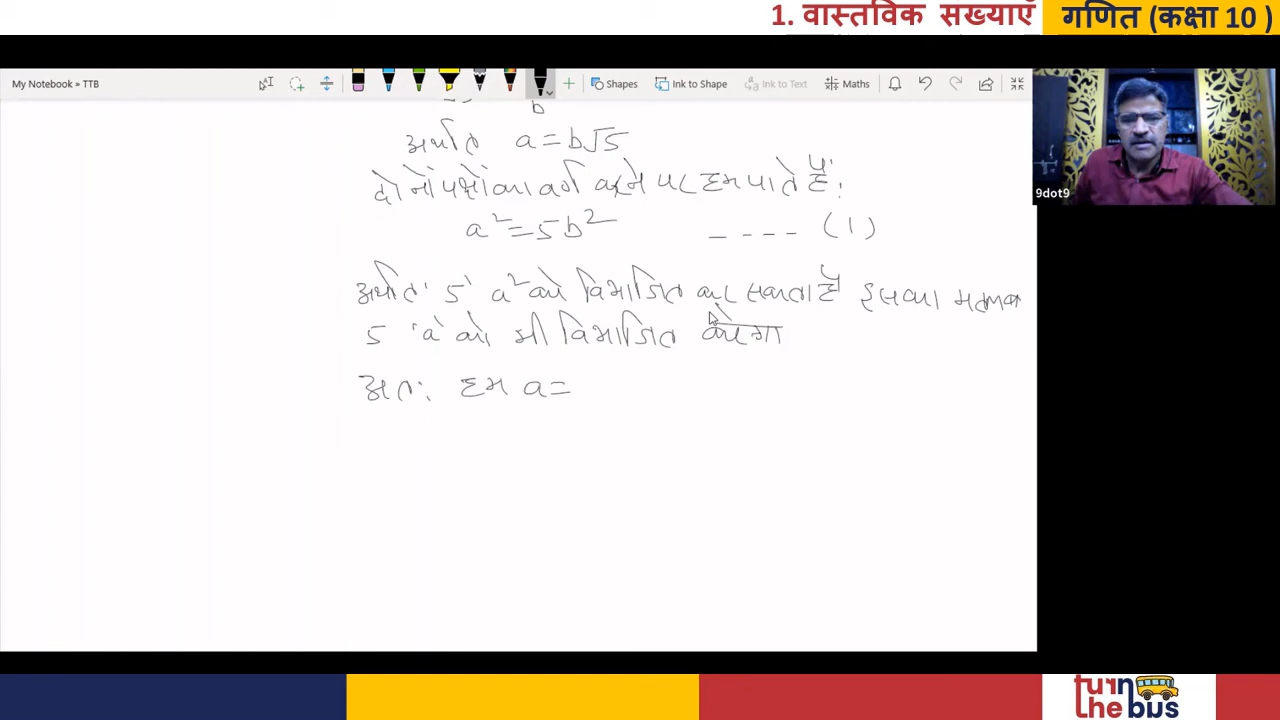 1. वास्तविक संख्याएँ गणित (कक्षा 10 )
My Notebook » TTB
Shapes Ink to Shape Ink to Text Maths
b
अर्थात a = b√5
दोनों पक्षों का वर्ग करने पर हम पाते हैं:
a² = 5b² ---- (1)
अर्थात 5 a² को विभाजित कर सकता है इसका मतलब
5 'a' को भी विभाजित करेगा
अतः हम a =
9dot9
turn the bus